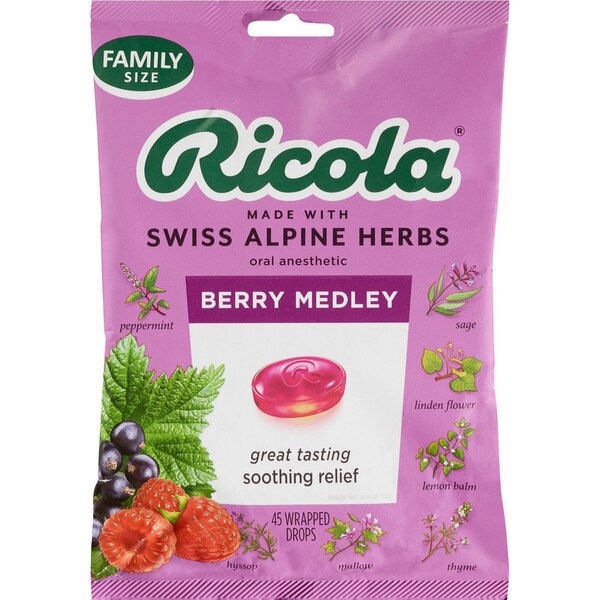 FAMILY
SIZE
Ricola®
MADE WITH
SWISS ALPINE HERBS
oral anesthetic
BERRY MEDLEY
peppermint
sage
linden flower
great tasting
soothing relief
lemon balm
45 WRAPPED
DROPS
hyssop
mallow
thyme